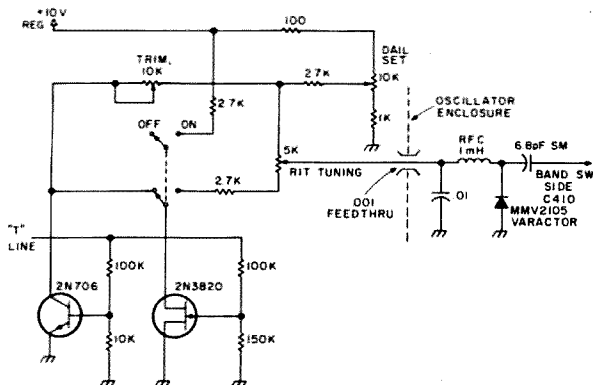 +10V
REG
100
TRIM,
10K
2.7K
27K
DAIL
SET
10K
1K
OFF
ON
OSCILLATOR
ENCLOSURE
5K
RIT TUNING
2.7K
.001
FEEDTHRU
RFC
1mH
6.8pF SM
BAND SW
SIDE
C410
.01
MMV2105
VARACTOR
"T"
LINE
100K
100K
2N706
2N3820
10K
150K